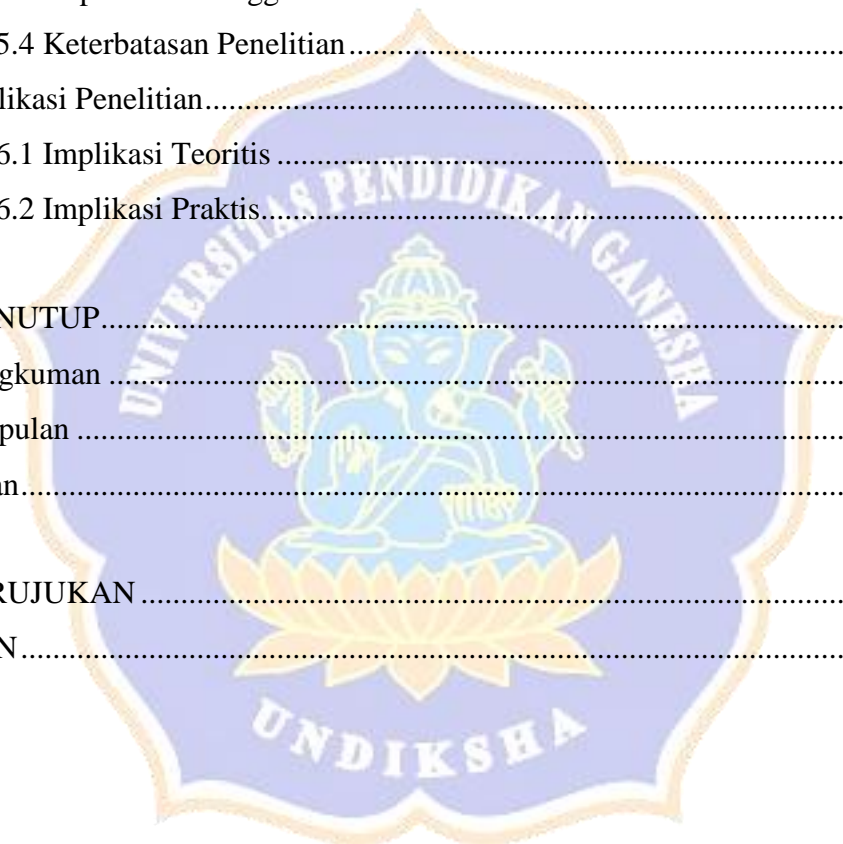 5.4 Keterbatasan Penelitian...............................................................
likasi Penelitian..................................................................................
6.1 Implikasi Teoritis........................................................................
6.2 Implikasi Praktis..........................................................................
UNIVERSITAS PENDIDIKAN GANESHA
NUTUP..............................................................................................
gkuman.............................................................................................
pulan.................................................................................................
an.......................................................................................................
RUJUKAN.........................................................................................
N.......................................................................................................
UNDIKSHA